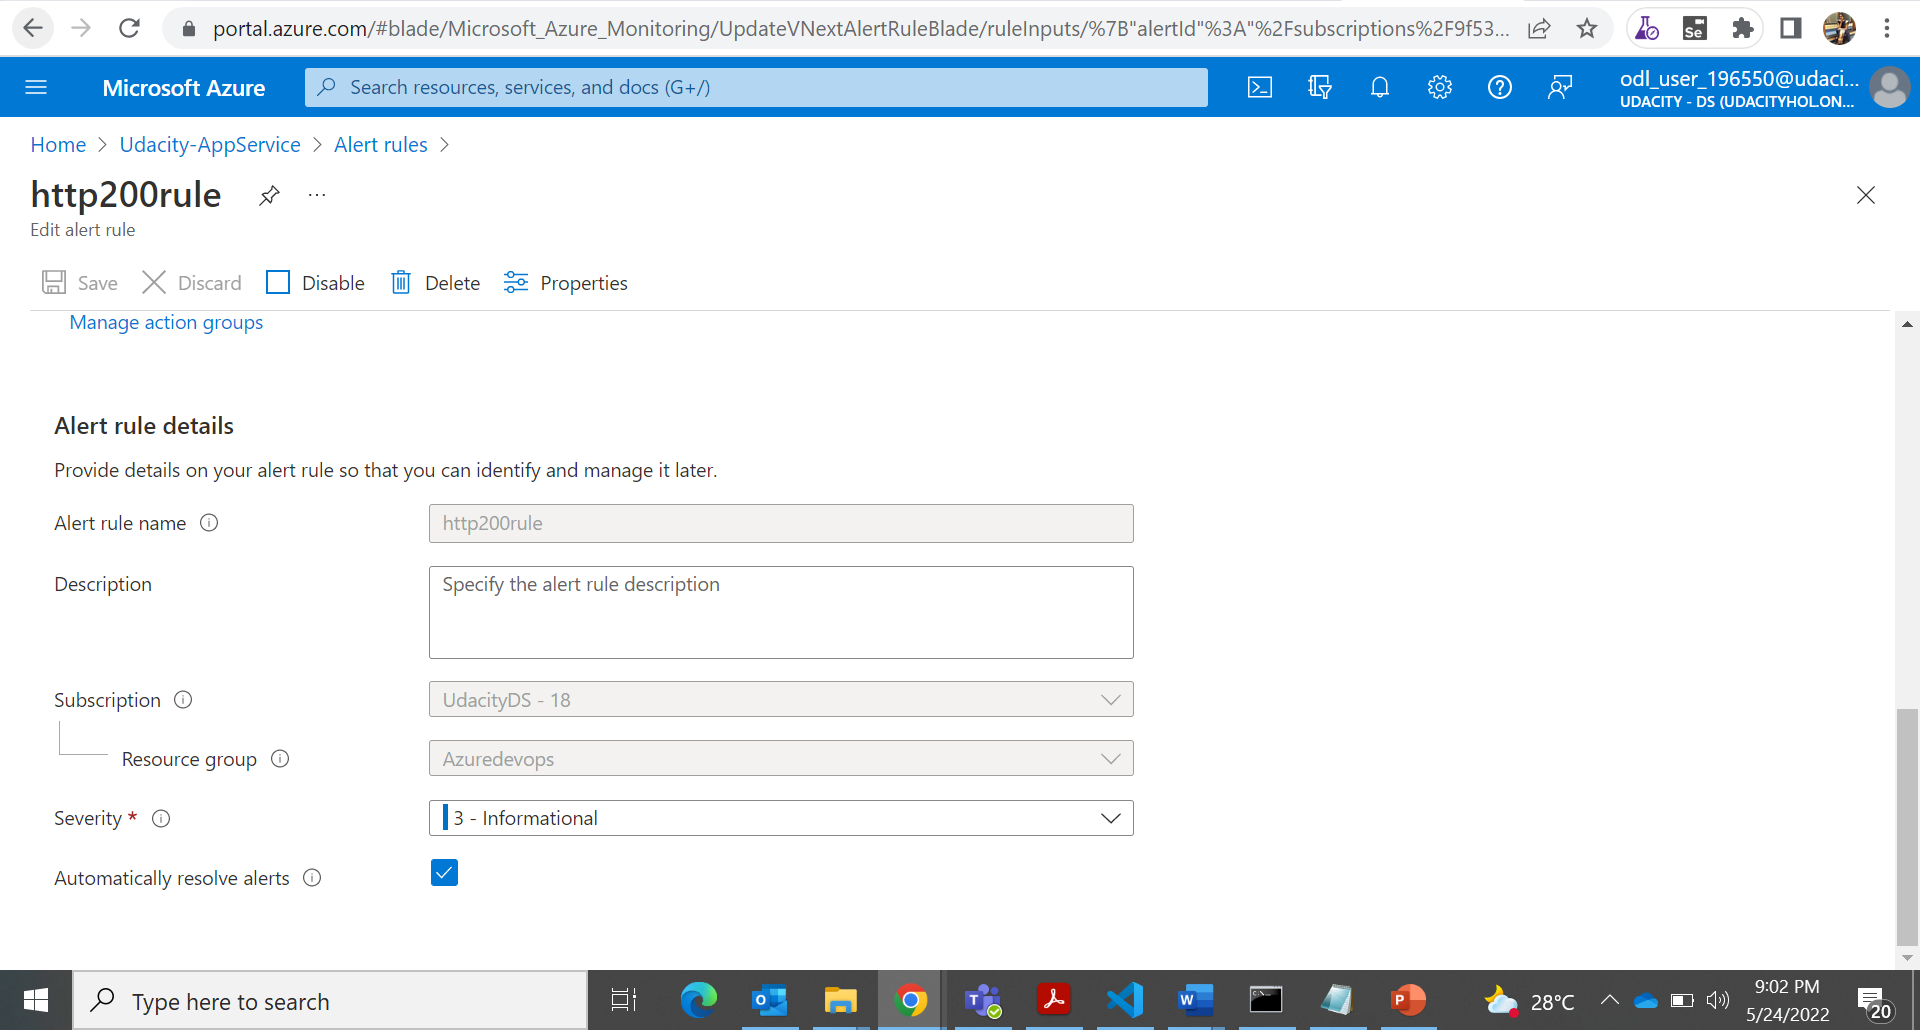 portal.azure.com/#blade/Microsoft_Azure_Monitoring/UpdateVNextAlertRuleBlade/ruleInputs/%7B"alertId"%3A"%2Fsubscriptions%2F9f53...
Se
Microsoft Azure
Search resources, services, and docs (G+/)
odl_user_196550@udaci...
UDACITY - DS (UDACITYHOL.ON...
Home > Udacity-AppService > Alert rules >
http200rule
...
Edit alert rule
Save
Discard
Disable
Delete
Properties
Manage action groups
Alert rule details
Provide details on your alert rule so that you can identify and manage it later.
Alert rule name
http200rule
Description
Specify the alert rule description
Subscription
UdacityDS - 18
Resource group
Azuredevops
Severity *
3 - Informational
Automatically resolve alerts
Type here to search
28°C
9:02 PM
5/24/2022
20